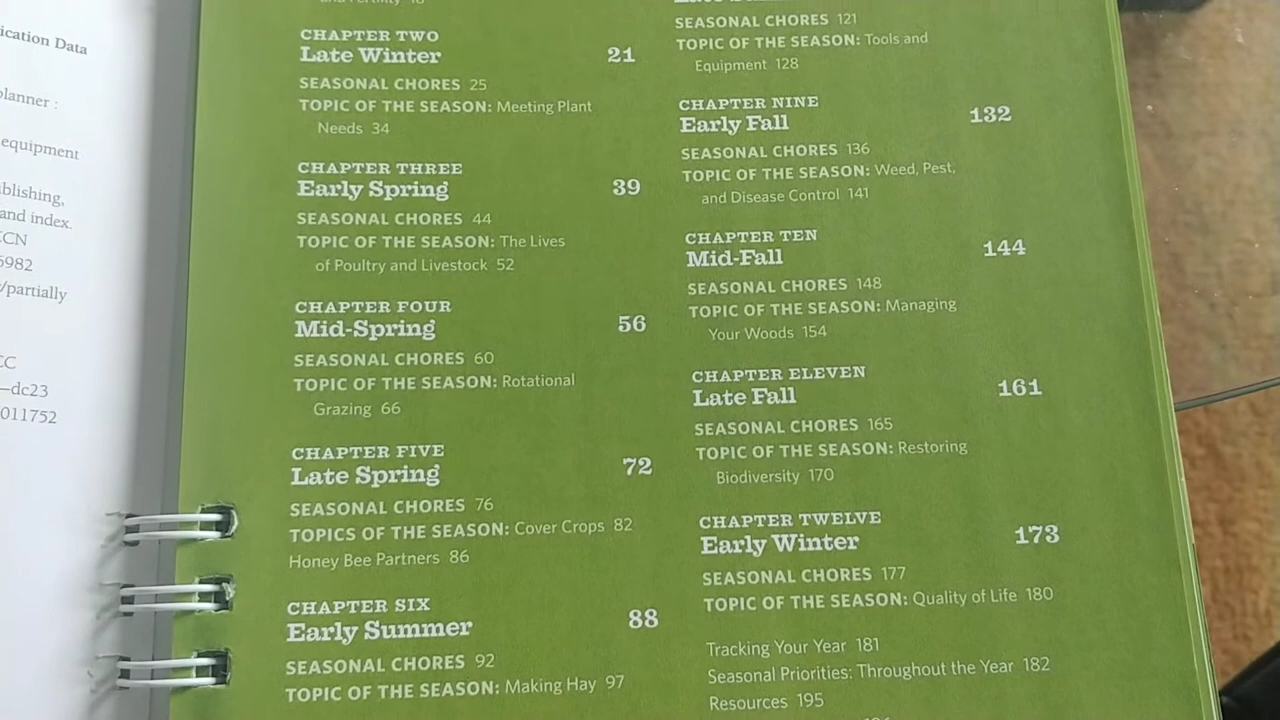 ication Data
planner :
equipment
blishing,
and index.
CN
5982
/partially
CC
—dc23
011752
and Fertility 18
CHAPTER TWO
Late Winter 21
SEASONAL CHORES 25
TOPIC OF THE SEASON: Meeting Plant
Needs 34
CHAPTER THREE
Early Spring 39
SEASONAL CHORES 44
TOPIC OF THE SEASON: The Lives
of Poultry and Livestock 52
CHAPTER FOUR
Mid-Spring 56
SEASONAL CHORES 60
TOPIC OF THE SEASON: Rotational
Grazing 66
CHAPTER FIVE
Late Spring 72
SEASONAL CHORES 76
TOPICS OF THE SEASON: Cover Crops 82
Honey Bee Partners 86
CHAPTER SIX
Early Summer 88
SEASONAL CHORES 92
TOPIC OF THE SEASON: Making Hay 97
SEASONAL CHORES 121
TOPIC OF THE SEASON: Tools and
Equipment 128
CHAPTER NINE
Early Fall 132
SEASONAL CHORES 136
TOPIC OF THE SEASON: Weed, Pest,
and Disease Control 141
CHAPTER TEN
Mid-Fall 144
SEASONAL CHORES 148
TOPIC OF THE SEASON: Managing
Your Woods 154
CHAPTER ELEVEN
Late Fall 161
SEASONAL CHORES 165
TOPIC OF THE SEASON: Restoring
Biodiversity 170
CHAPTER TWELVE
Early Winter 173
SEASONAL CHORES 177
TOPIC OF THE SEASON: Quality of Life 180
Tracking Your Year 181
Seasonal Priorities: Throughout the Year 182
Resources 195